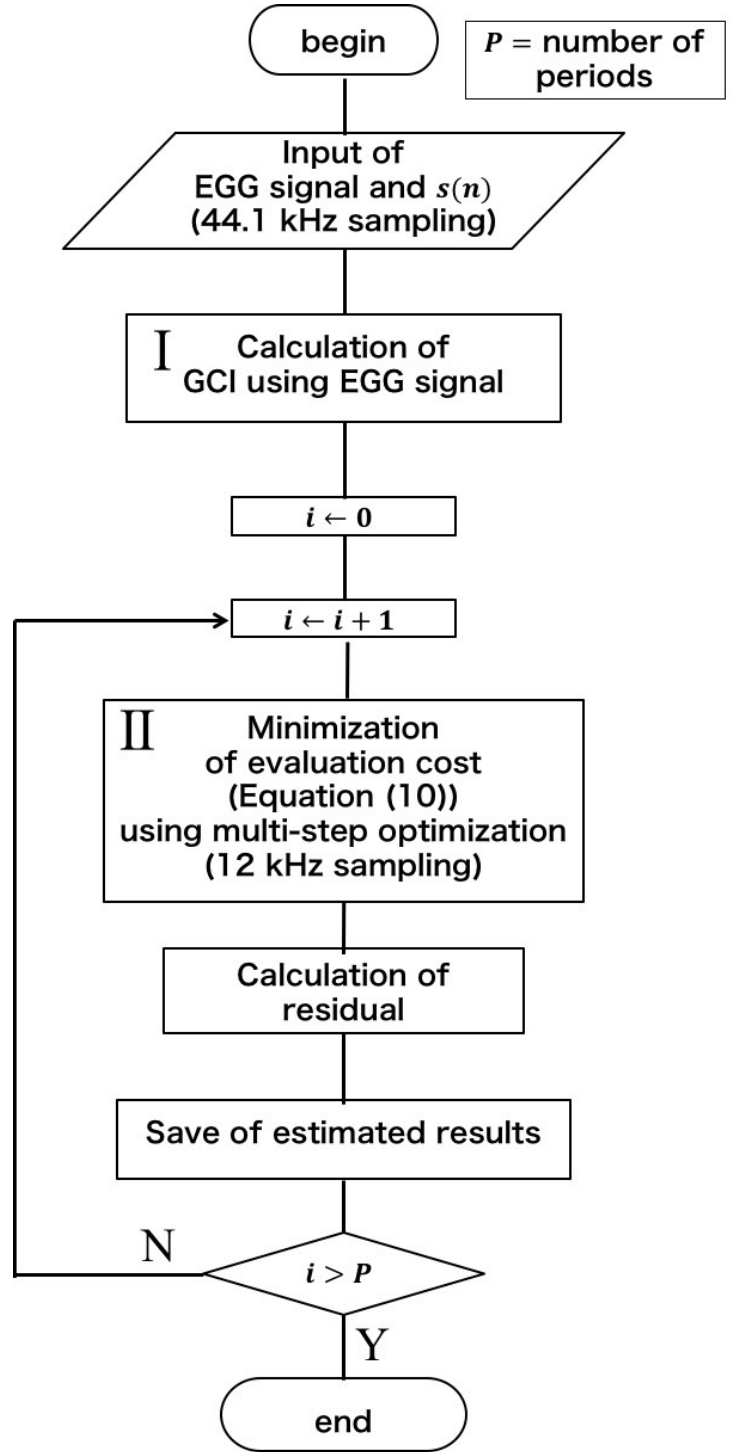 begin
P = number of
periods
Input of
EGG signal and s(n)
(44.1 kHz sampling)
I
Calculation of
GCI using EGG signal
i ← 0
i ← i + 1
II
Minimization
of evaluation cost
(Equation (10))
using multi-step optimization
(12 kHz sampling)
Calculation of
residual
Save of estimated results
N
i > P
Y
end